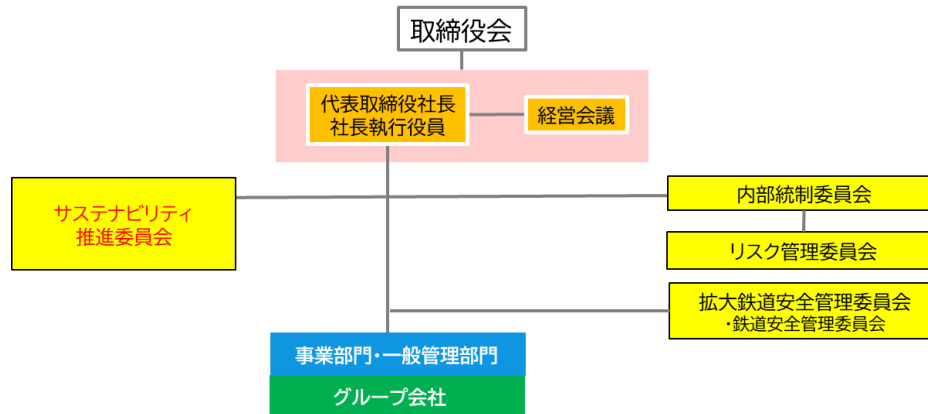 取締役会
代表取締役社長
社長執行役員
経営会議
サステナビリティ
推進委員会
内部統制委員会
リスク管理委員会
拡大鉄道安全管理委員会
・鉄道安全管理委員会
事業部門・一般管理部門
グループ会社